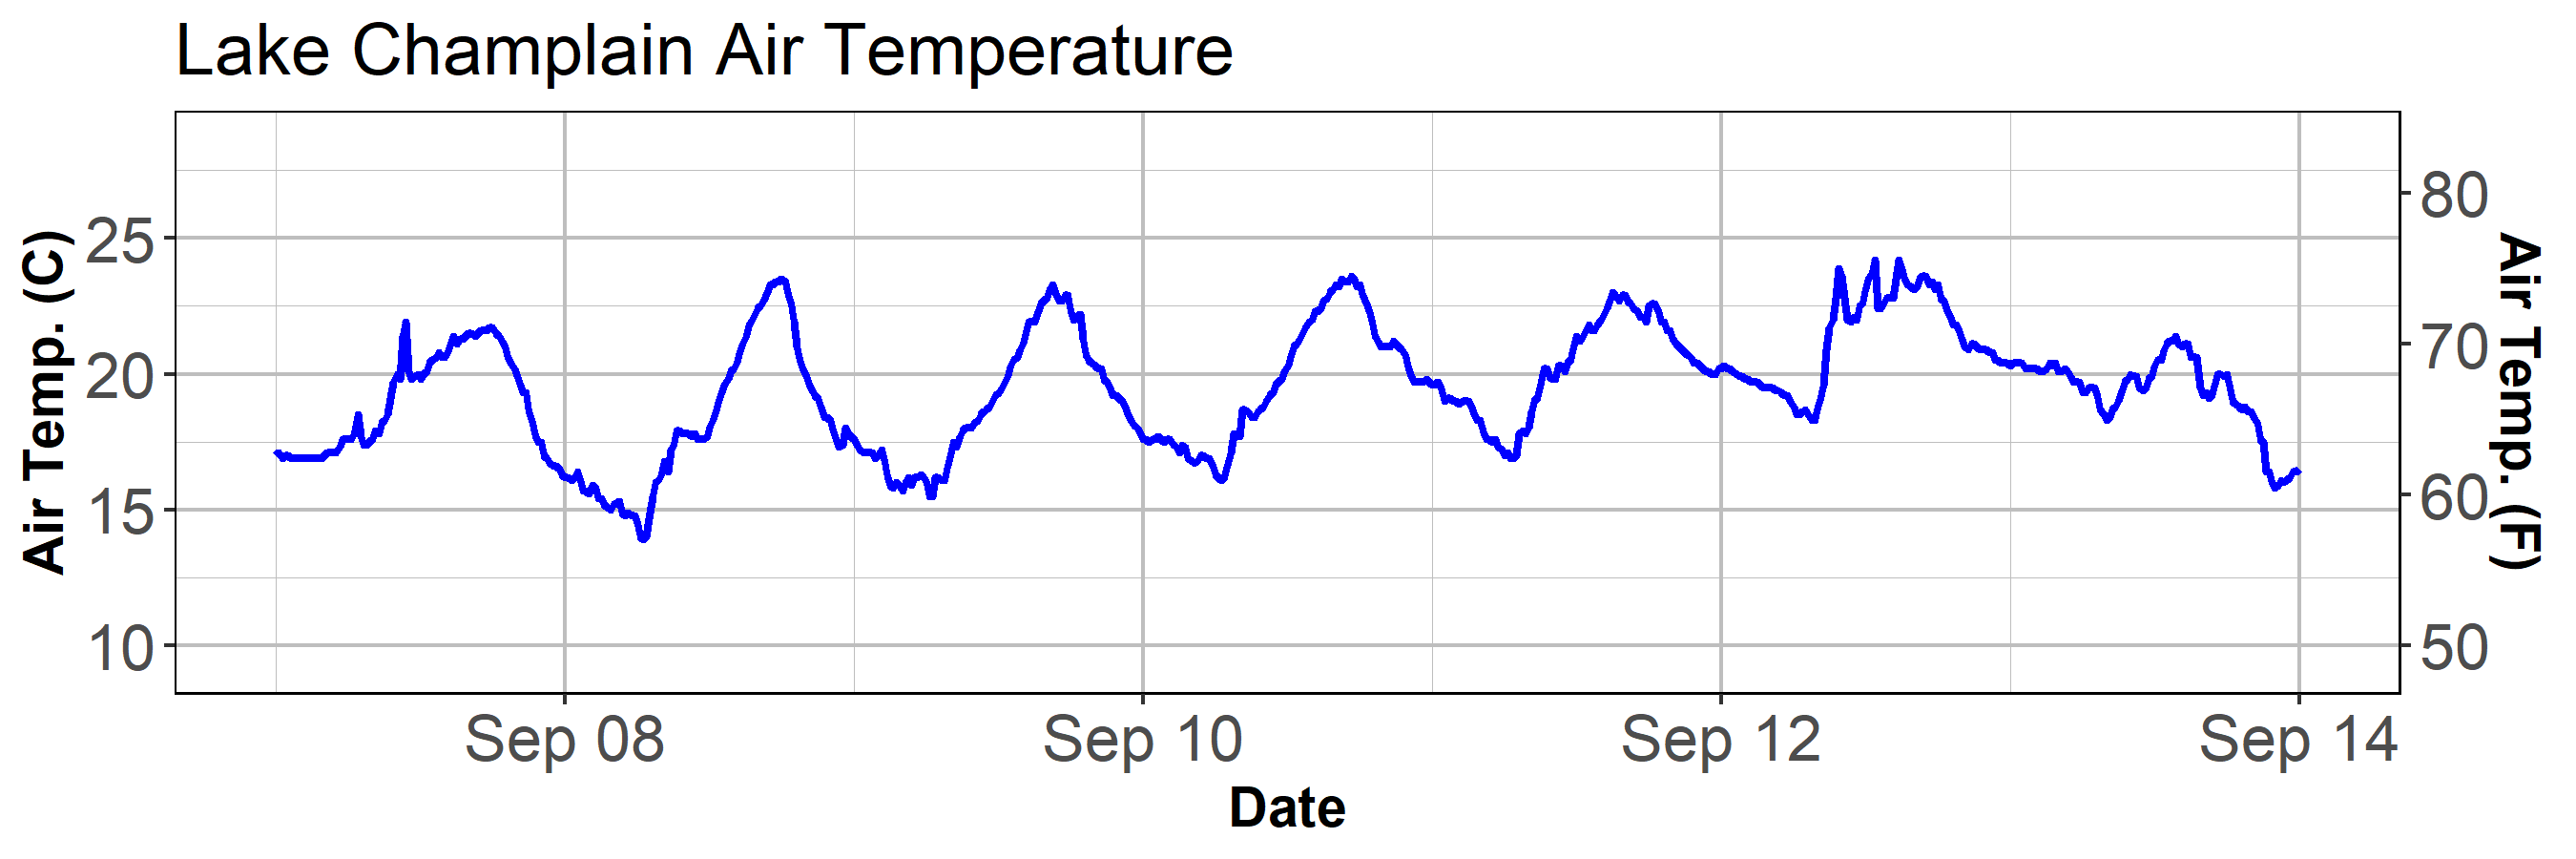 Lake Champlain Air Temperature
Air Temp. (C)
25
20
15
10
80
70
60
50
Air Temp. (F)
Sep 08
Sep 10
Sep 12
Sep 14
Date